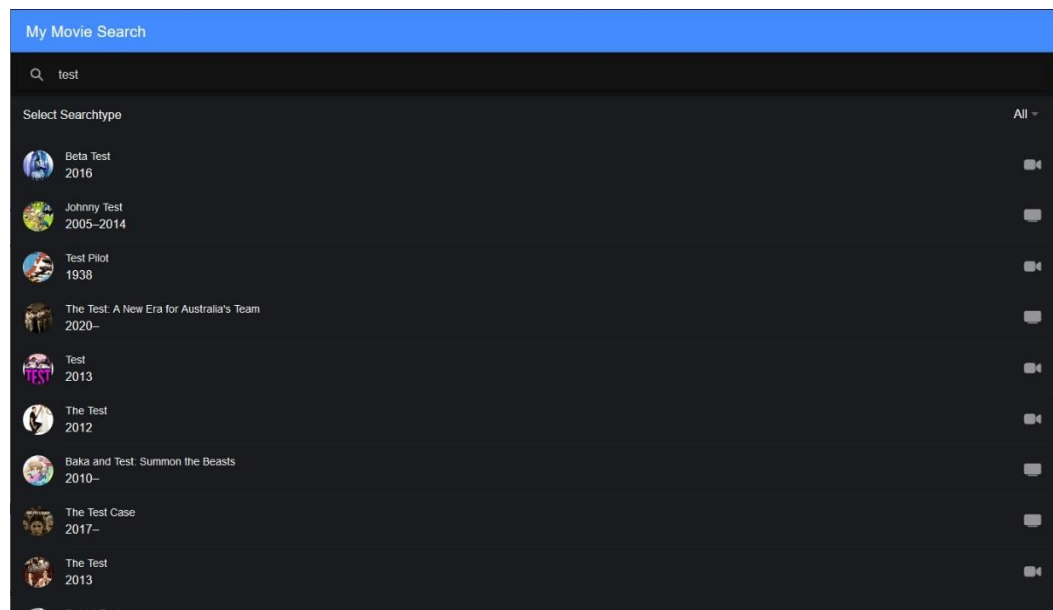 My Movie Search
test
Select Searchtype
All
Beta Test
2016
Johnny Test
2005–2014
Test Pilot
1938
The Test: A New Era for Australia's Team
2020–
Test
2013
The Test
2012
Baka and Test: Summon the Beasts
2010–
The Test Case
2017–
The Test
2013